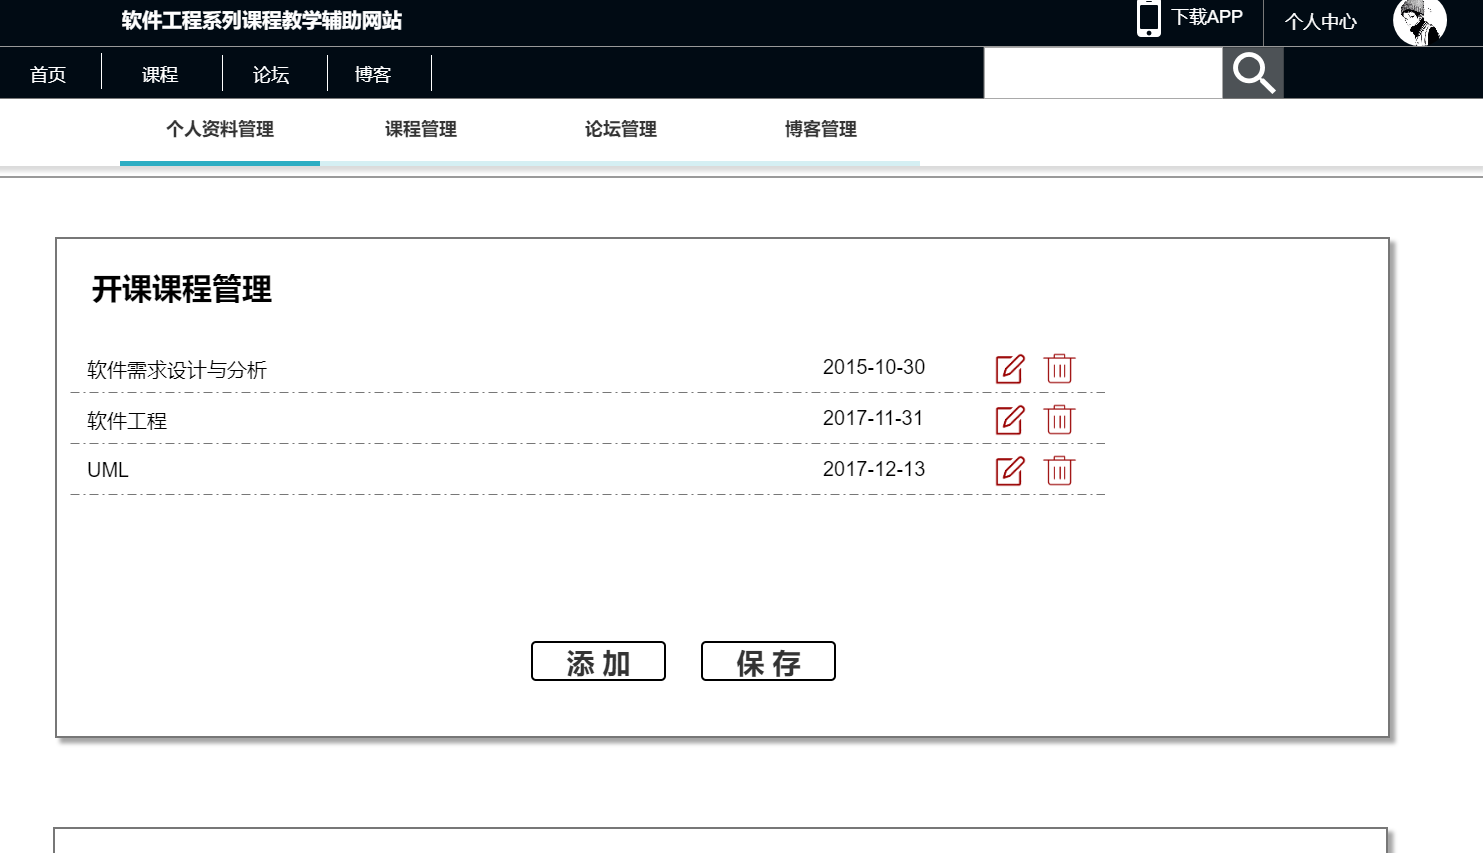 软件工程系列课程教学辅助网站
下载APP
个人中心
首页
课程
论坛
博客
个人资料管理
课程管理
论坛管理
博客管理
开课课程管理
软件需求设计与分析 2015-10-30
软件工程 2017-11-31
UML 2017-12-13
添 加
保 存